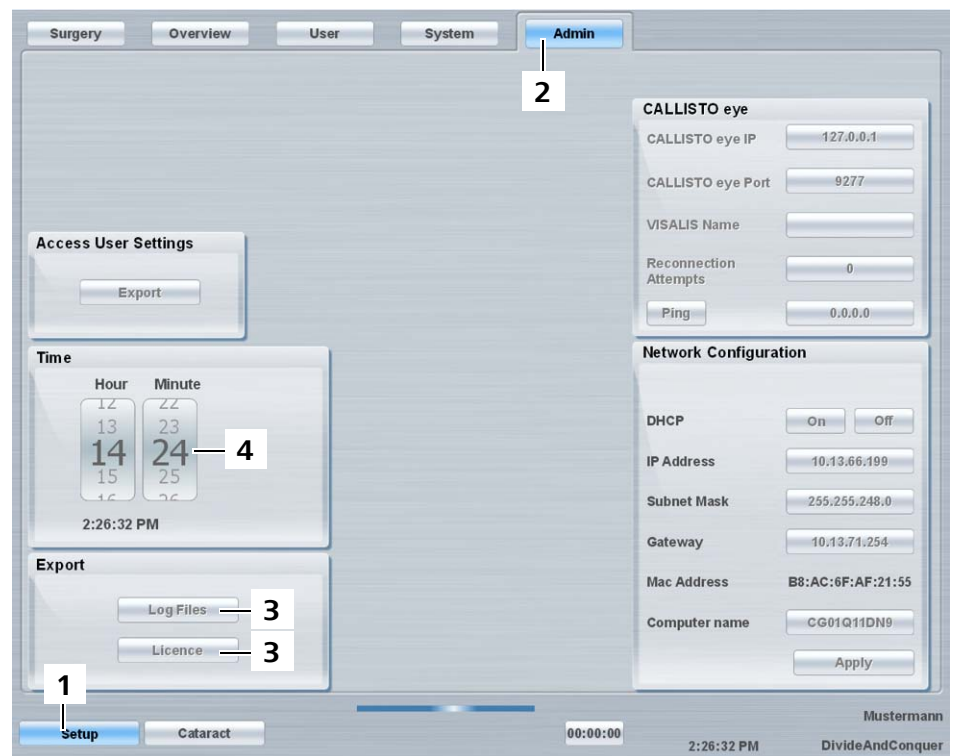 Surgery Overview User System Admin
2
CALLISTO eye
CALLISTO eye IP 127.0.0.1
CALLISTO eye Port 9277
VISALIS Name
Reconnection Attempts 0
Ping 0.0.0.0
Access User Settings
Export
Time
Hour Minute
12 22
13 23
14 24 4
15 25
16 26
2:26:32 PM
Export
Log Files 3
Licence 3
Network Configuration
DHCP On Off
IP Address 10.13.66.199
Subnet Mask 255.255.248.0
Gateway 10.13.71.254
Mac Address B8:AC:6F:AF:21:55
Computer name CG01Q11DN9
Apply
1
Setup Cataract 00:00:00 Mustermann
2:26:32 PM DivideAndConquer